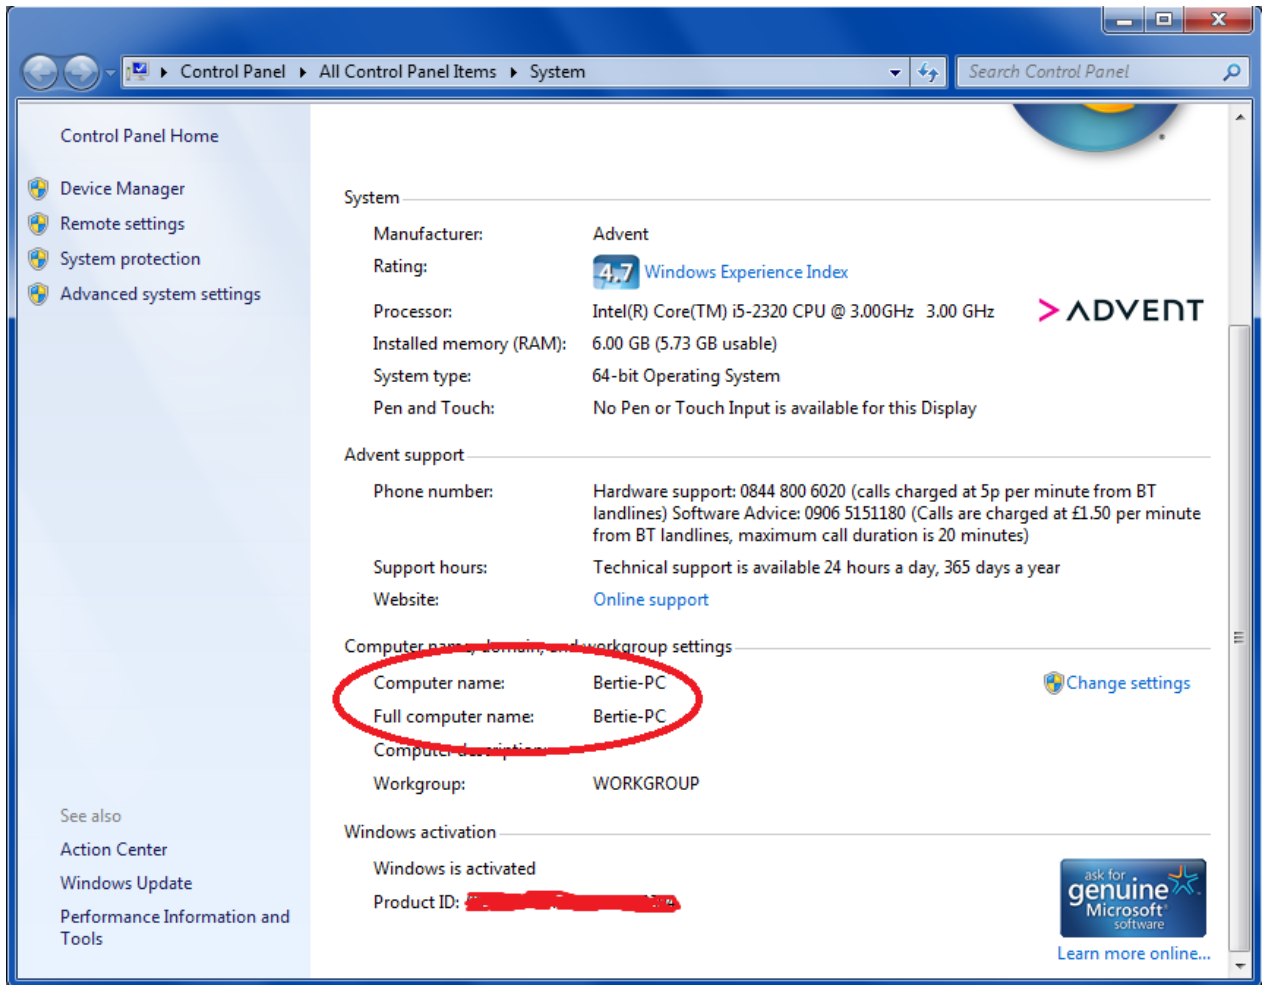 Control Panel All Control Panel Items System
Search Control Panel
Control Panel Home
Device Manager
Remote settings
System protection
Advanced system settings
See also
Action Center
Windows Update
Performance Information and
Tools
System
Manufacturer: Advent
Rating: 4,7 Windows Experience Index
Processor: Intel(R) Core(TM) i5-2320 CPU @ 3.00GHz 3.00 GHz
Installed memory (RAM): 6.00 GB (5.73 GB usable)
System type: 64-bit Operating System
Pen and Touch: No Pen or Touch Input is available for this Display
ADVENT
Advent support
Phone number: Hardware support: 0844 800 6020 (calls charged at 5p per minute from BT
landlines) Software Advice: 0906 5151180 (Calls are charged at £1.50 per minute
from BT landlines, maximum call duration is 20 minutes)
Support hours: Technical support is available 24 hours a day, 365 days a year
Website: Online support
Computer name, domain, and workgroup settings
Computer name: Bertie-PC Change settings
Full computer name: Bertie-PC
Computer description:
Workgroup: WORKGROUP
Windows activation
Windows is activated
Product ID:
ask for
genuine
Microsoft
software
Learn more online...